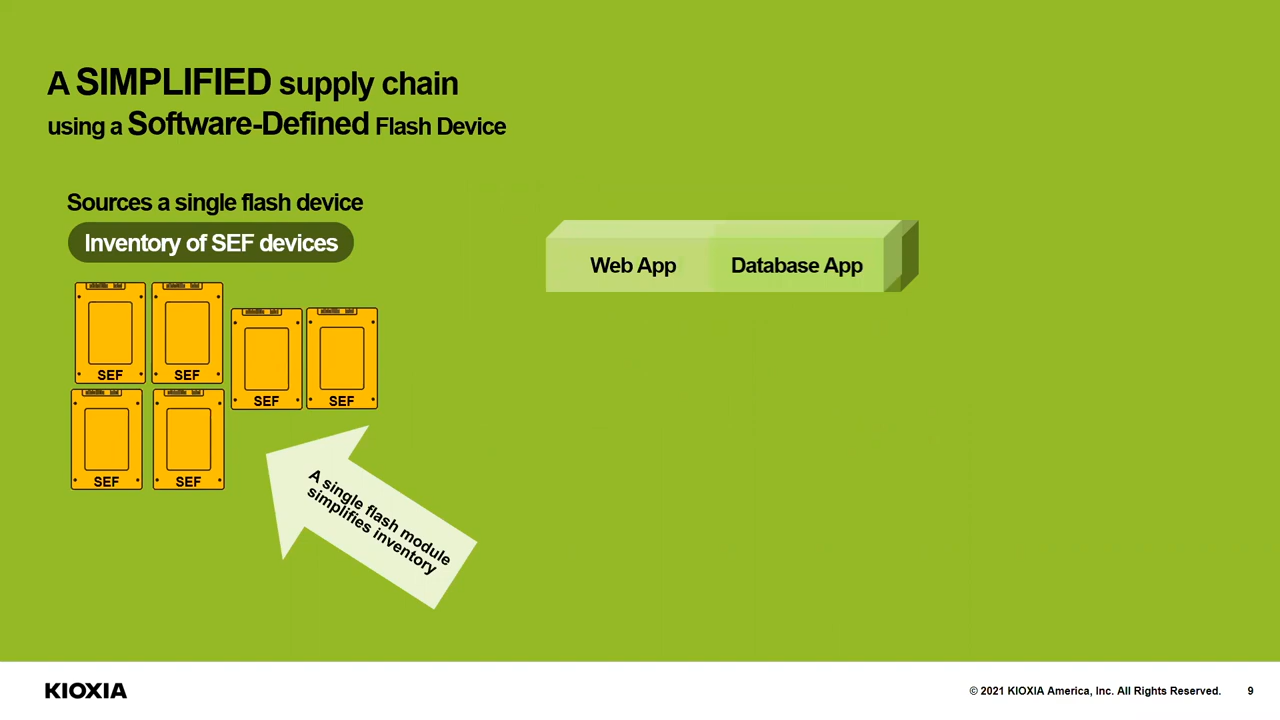 A SIMPLIFIED supply chain
using a Software-Defined Flash Device
Sources a single flash device
Inventory of SEF devices
Web App
Database App
SEF
SEF
SEF
SEF
SEF
SEF
A single flash module
simplifies inventory
KIOXIA
© 2021 KIOXIA America, Inc. All Rights Reserved.
9